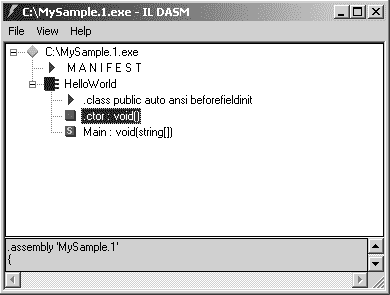 C:\MySample.1.exe - IL DASM
File View Help
C:\MySample.1.exe
M A N I F E S T
HelloWorld
.class public auto ansi beforefieldinit
.ctor : void()
S Main : void(string[])
.assembly 'MySample.1'
{